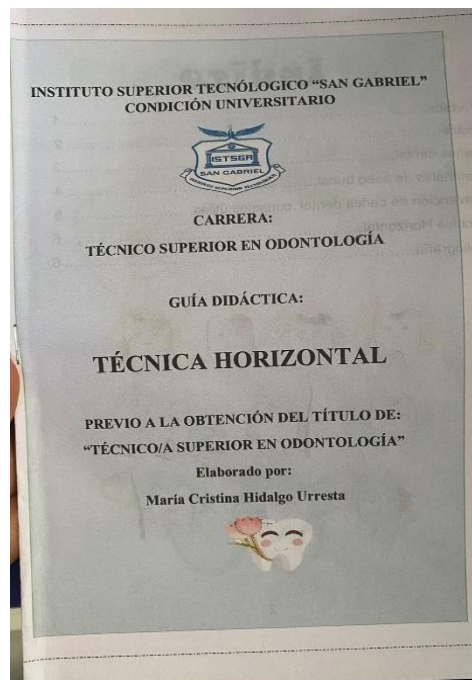 INSTITUTO SUPERIOR TECNÓLOGICO “SAN GABRIEL”
CONDICIÓN UNIVERSITARIO
ISTSGA
SAN GABRIEL
CARRERA:
TÉCNICO SUPERIOR EN ODONTOLOGÍA
GUÍA DIDÁCTICA:
TÉCNICA HORIZONTAL
PREVIO A LA OBTENCIÓN DEL TÍTULO DE:
“TÉCNICO/A SUPERIOR EN ODONTOLOGÍA”
Elaborado por:
María Cristina Hidalgo Urresta